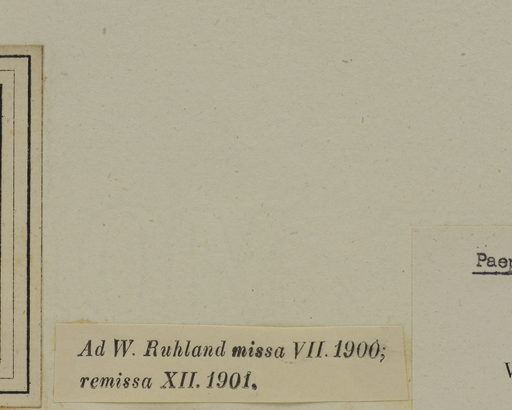 Ad W. Ruhland missa VII. 1900;
remissa XII. 1901.